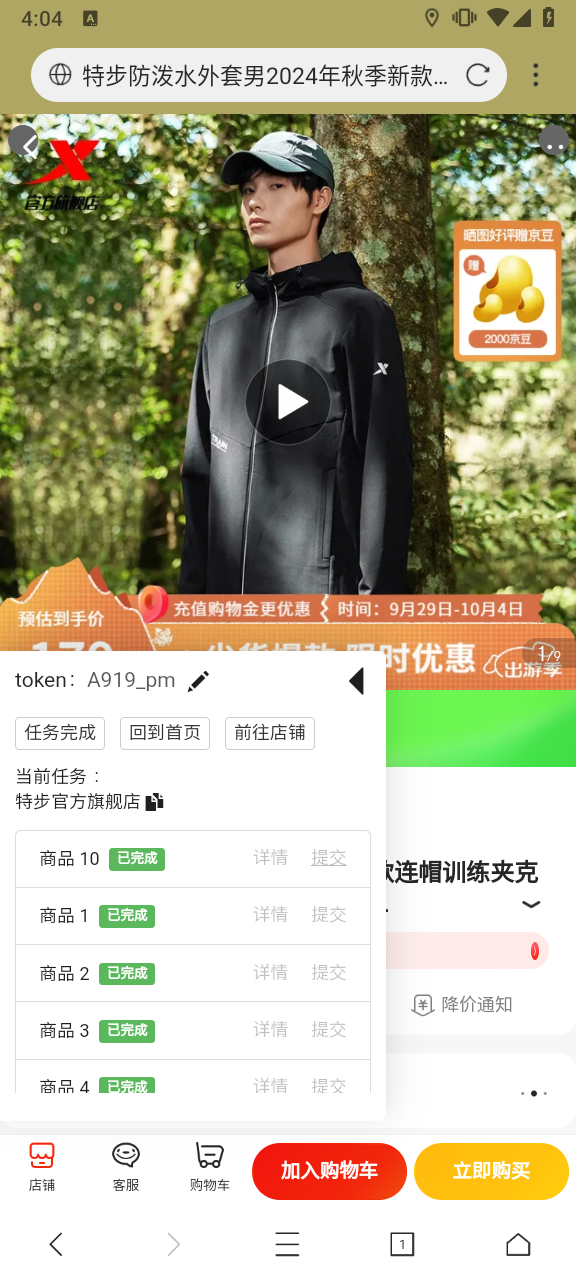 4:04
A
特步防泼水外套男2024年秋季新款...
官方旗舰店
晒图好评赠京豆
赠
2000京豆
TRAIN
充值购物金更优惠
时间：9月29日-10月4日
预估到手价
限时优惠
1/9
出游季
token： A919_pm
任务完成 回到首页 前往店铺
当前任务：
特步官方旗舰店
商品 10 已完成 详情 提交
商品 1 已完成 详情 提交
商品 2 已完成 详情 提交
商品 3 已完成 详情 提交
商品 4 已完成 详情 提交
款连帽训练夹克
降价通知
店铺
客服
购物车
加入购物车
立即购买
1